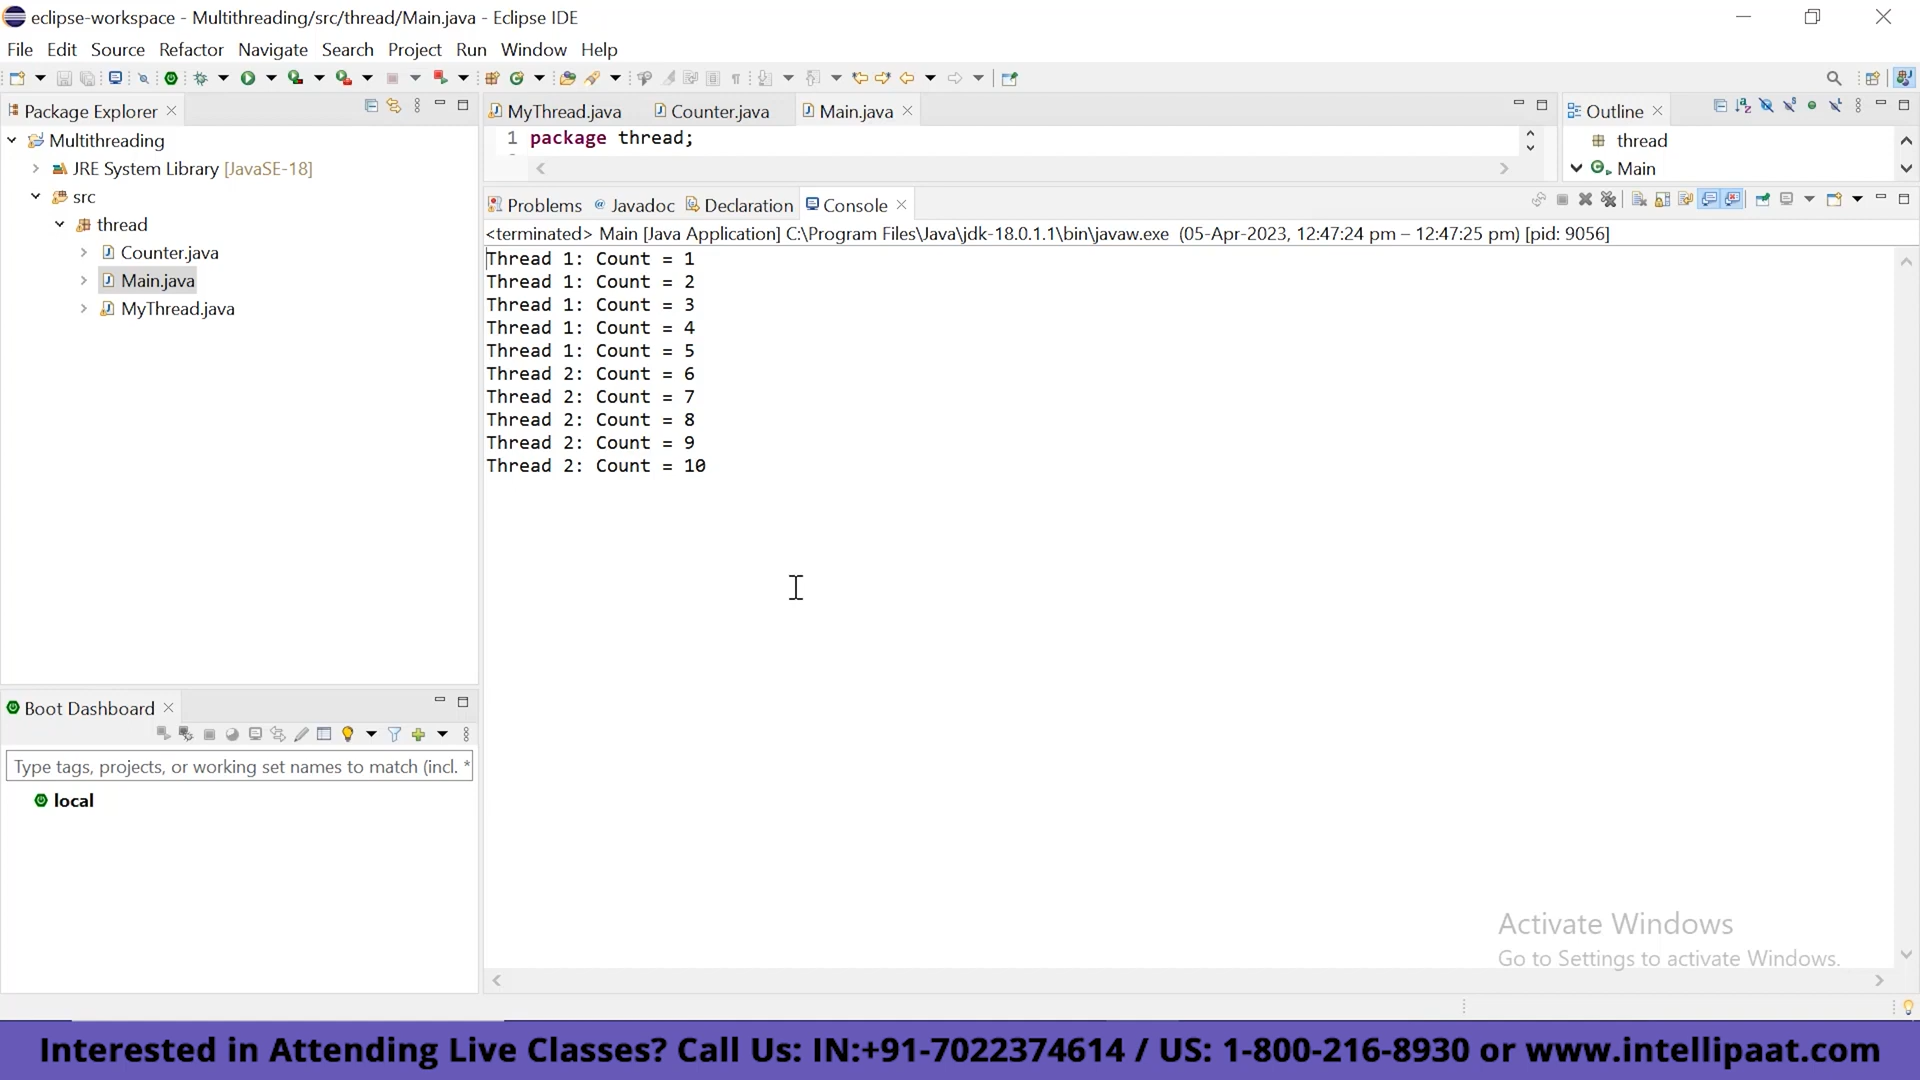 eclipse-workspace - Multithreading/src/thread/Main.java - Eclipse IDE
File Edit Source Refactor Navigate Search Project Run Window Help
Package Explorer
Multithreading
JRE System Library [JavaSE-18]
src
thread
Counter.java
Main.java
MyThread.java
MyThread.java Counter.java Main.java
1 package thread;
Outline
thread
Main
Problems Javadoc Declaration Console
<terminated> Main [Java Application] C:\Program Files\Java\jdk-18.0.1.1\bin\javaw.exe (05-Apr-2023, 12:47:24 pm – 12:47:25 pm) [pid: 9056]
Thread 1: Count = 1
Thread 1: Count = 2
Thread 1: Count = 3
Thread 1: Count = 4
Thread 1: Count = 5
Thread 2: Count = 6
Thread 2: Count = 7
Thread 2: Count = 8
Thread 2: Count = 9
Thread 2: Count = 10
Boot Dashboard
Type tags, projects, or working set names to match (incl. *
local
Activate Windows
Go to Settings to activate Windows.
Interested in Attending Live Classes? Call Us: IN:+91-7022374614 / US: 1-800-216-8930 or www.intellipaat.com